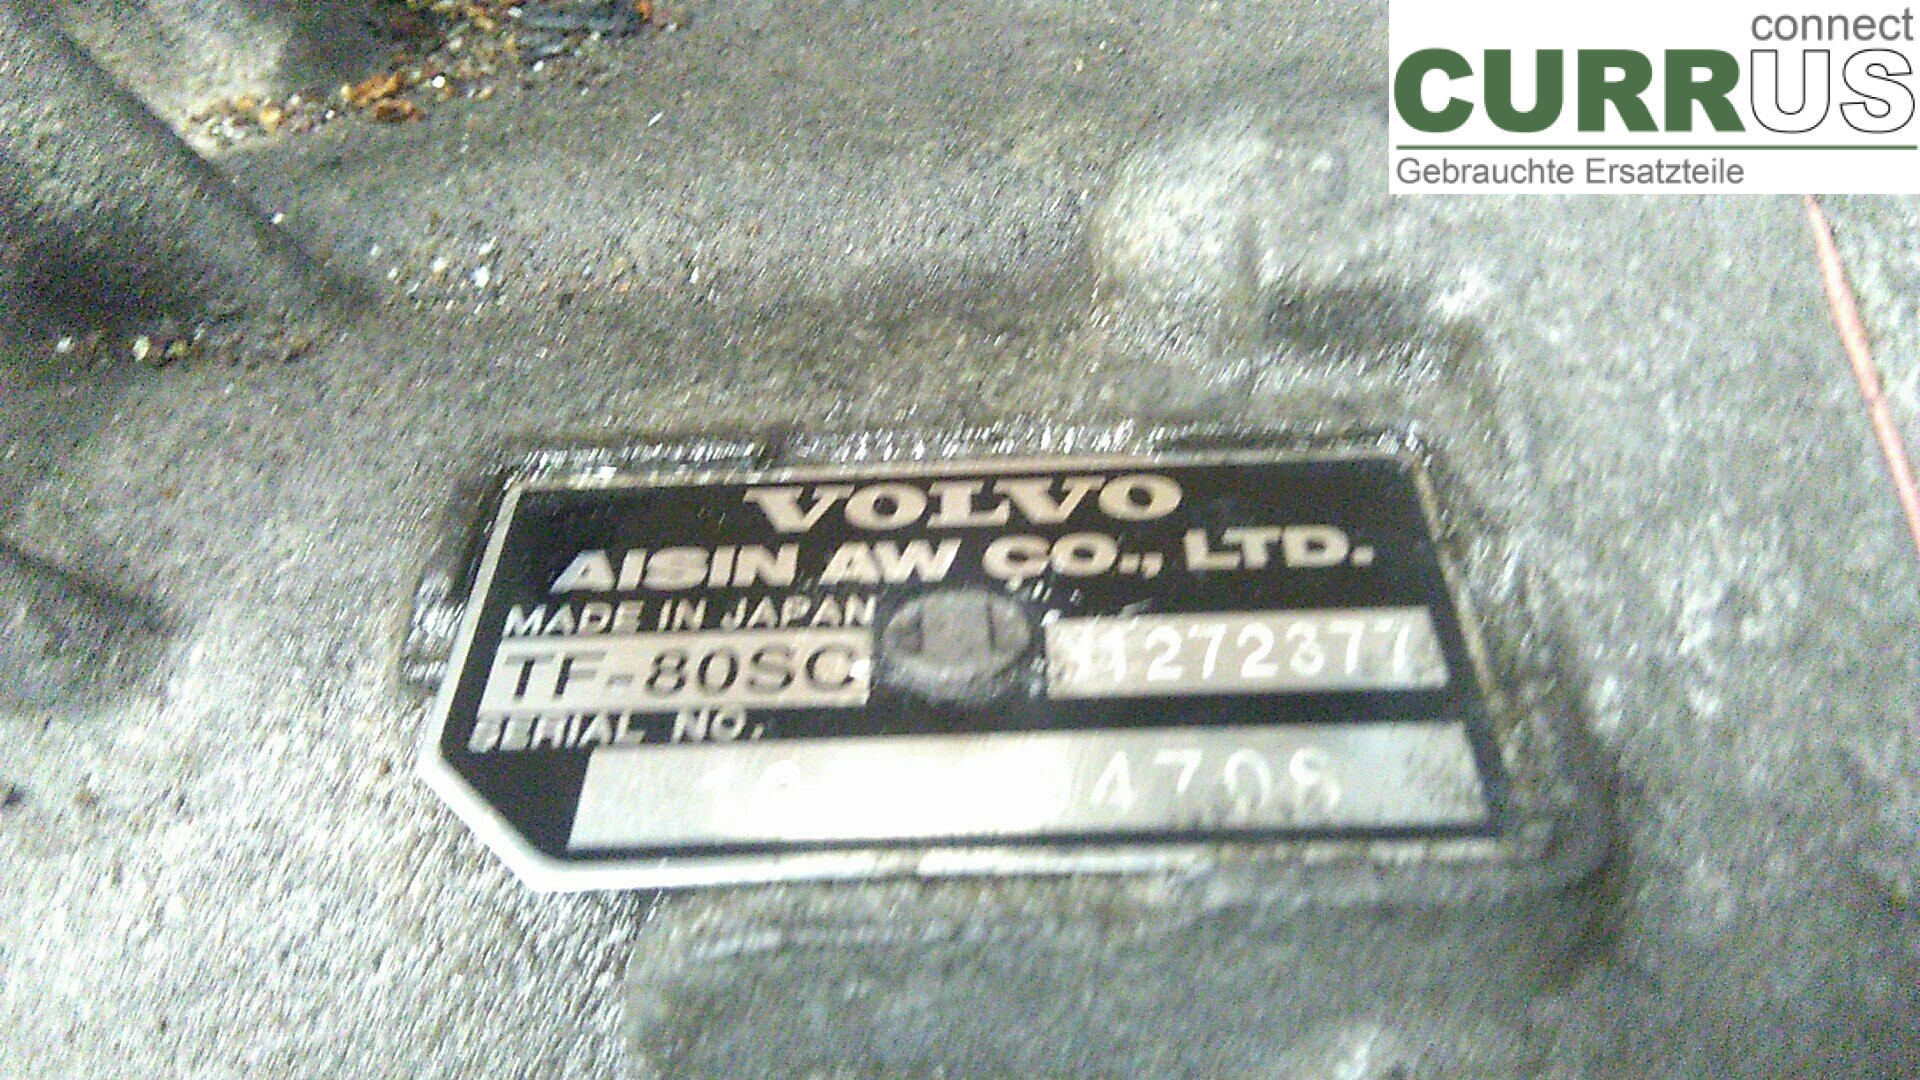 connect
CURRUS
Gebrauchte Ersatzteile
VOLVO
AISIN AW CO., LTD.
MADE IN JAPAN
TF-80SC
SERIAL NO.